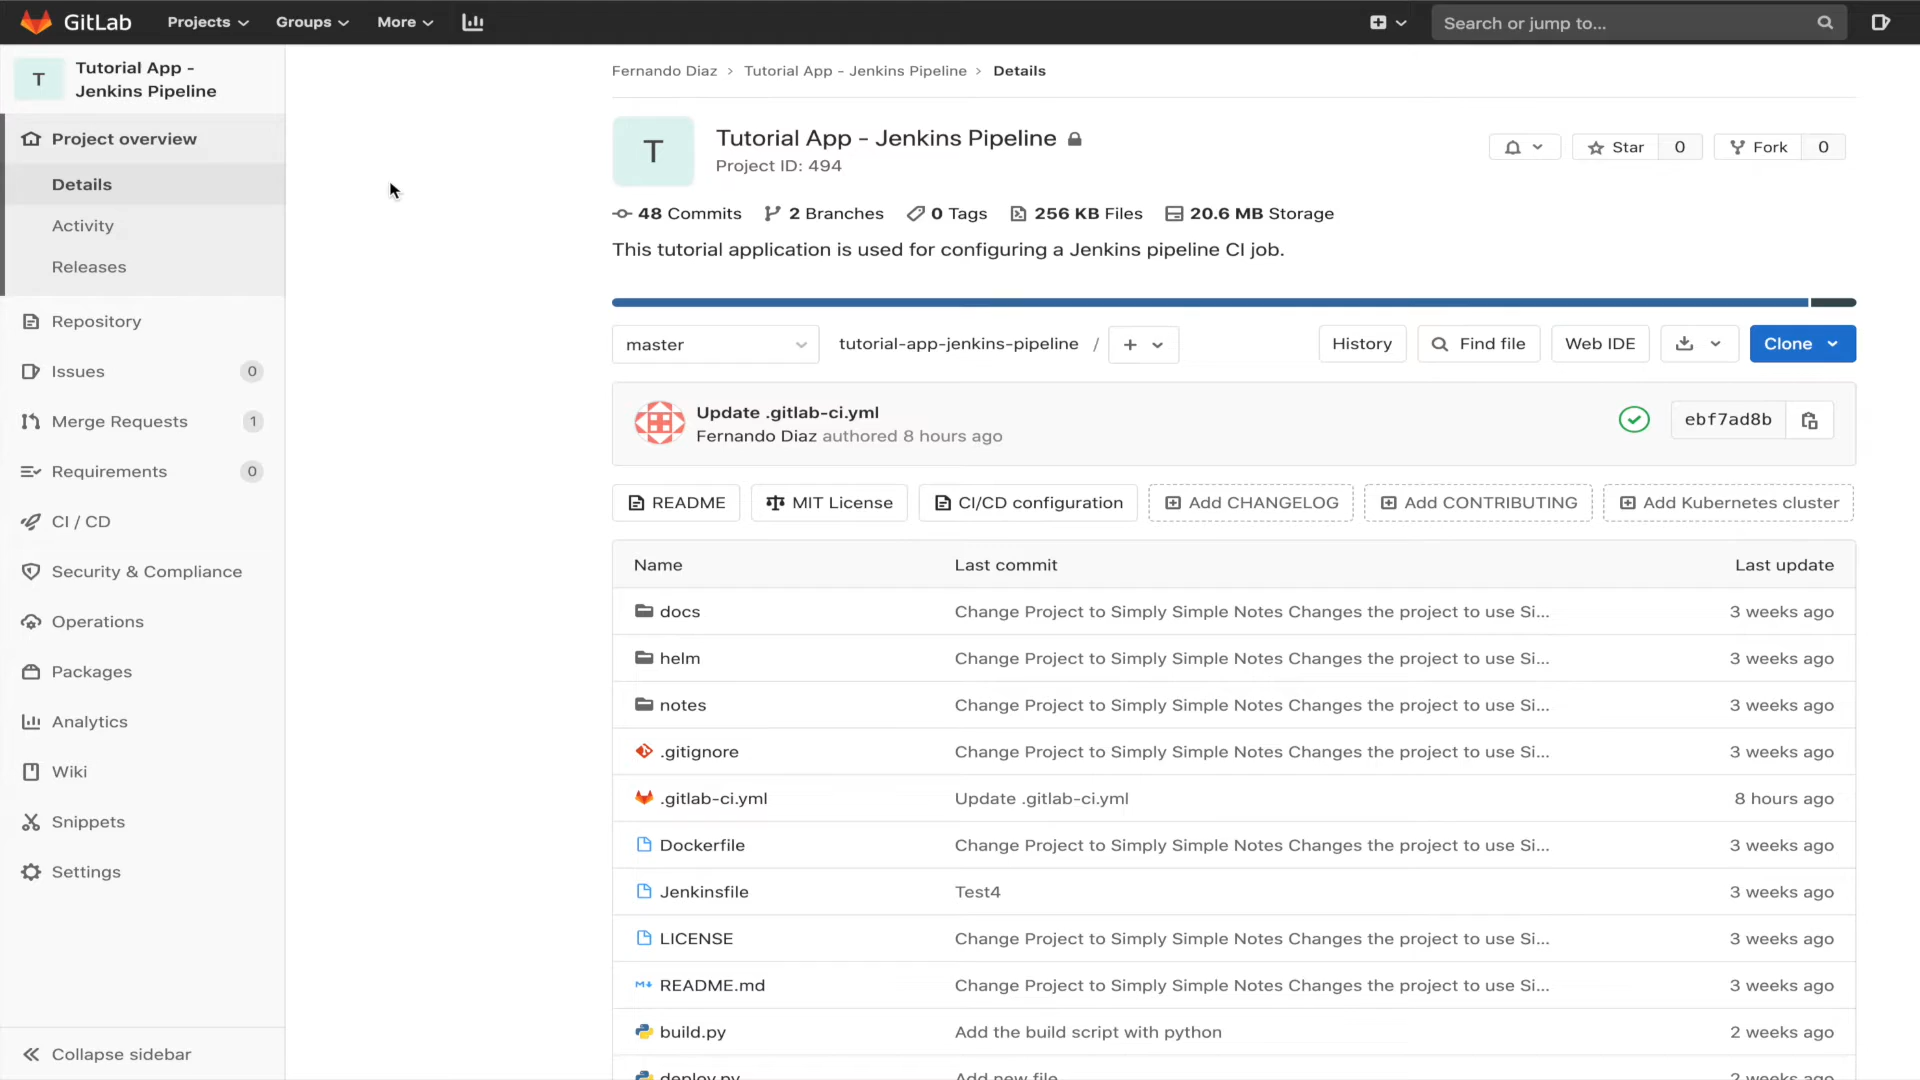 GitLab Projects Groups More Search or jump to...
T Tutorial App -
Jenkins Pipeline
Project overview
Details
Activity
Releases
Repository
Issues 0
Merge Requests 1
Requirements 0
CI / CD
Security & Compliance
Operations
Packages
Analytics
Wiki
Snippets
Settings
Collapse sidebar
Fernando Diaz › Tutorial App - Jenkins Pipeline › Details
T
Tutorial App - Jenkins Pipeline
Project ID: 494
Star 0 Fork 0
48 Commits 2 Branches 0 Tags 256 KB Files 20.6 MB Storage
This tutorial application is used for configuring a Jenkins pipeline CI job.
master tutorial-app-jenkins-pipeline / + History Find file Web IDE Clone
Update .gitlab-ci.yml
Fernando Diaz authored 8 hours ago
ebf7ad8b
README MIT License CI/CD configuration Add CHANGELOG Add CONTRIBUTING Add Kubernetes cluster
Name Last commit Last update
docs Change Project to Simply Simple Notes Changes the project to use Si... 3 weeks ago
helm Change Project to Simply Simple Notes Changes the project to use Si... 3 weeks ago
notes Change Project to Simply Simple Notes Changes the project to use Si... 3 weeks ago
.gitignore Change Project to Simply Simple Notes Changes the project to use Si... 3 weeks ago
.gitlab-ci.yml Update .gitlab-ci.yml 8 hours ago
Dockerfile Change Project to Simply Simple Notes Changes the project to use Si... 3 weeks ago
Jenkinsfile Test4 3 weeks ago
LICENSE Change Project to Simply Simple Notes Changes the project to use Si... 3 weeks ago
README.md Change Project to Simply Simple Notes Changes the project to use Si... 3 weeks ago
build.py Add the build script with python 2 weeks ago
deploy.py Add new file 2 weeks ago